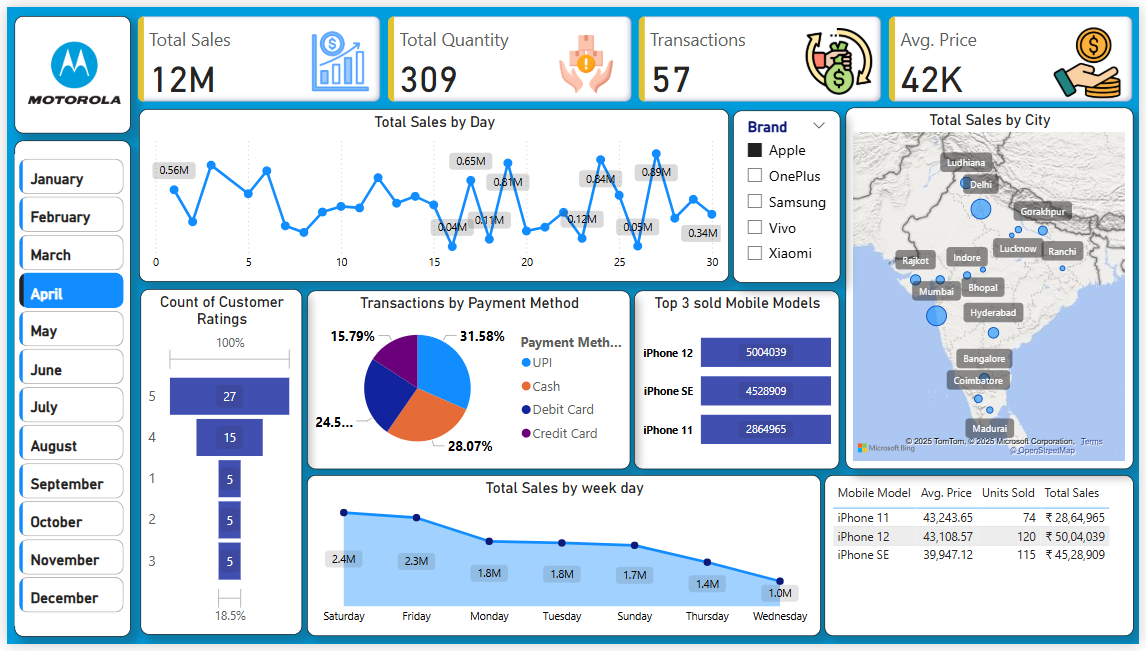 MOTOROLA
Total Sales
12M
Total Quantity
309
Transactions
57
Avg. Price
42K
January
February
March
April
May
June
July
August
September
October
November
December
Total Sales by Day
0.56M
0.65M
0.81M
0.84M
0.89M
0.04M
0.11M
0.12M
0.05M
0.34M
0
5
10
15
20
25
30
Brand
Apple
OnePlus
Samsung
Vivo
Xiaomi
Total Sales by City
Ludhiana
Delhi
Gorakhpur
Lucknow
Ranchi
Rajkot
Indore
Mumbai
Bhopal
Hyderabad
Bangalore
Coimbatore
Madurai
Microsoft Bing
© 2025 TomTom, © 2025 Microsoft Corporation, Terms
© OpenStreetMap
Count of Customer
Ratings
100%
5 27
4 15
1 5
2 5
3 5
18.5%
Transactions by Payment Method
15.79%
31.58%
24.5...
28.07%
Payment Meth...
UPI
Cash
Debit Card
Credit Card
Top 3 sold Mobile Models
iPhone 12 5004039
iPhone SE 4528909
iPhone 11 2864965
Total Sales by week day
2.4M
2.3M
1.8M
1.8M
1.7M
1.4M
1.0M
Saturday
Friday
Monday
Tuesday
Sunday
Thursday
Wednesday
Mobile Model Avg. Price Units Sold Total Sales
iPhone 11 43,243.65 74 ₹ 28,64,965
iPhone 12 43,108.57 120 ₹ 50,04,039
iPhone SE 39,947.12 115 ₹ 45,28,909